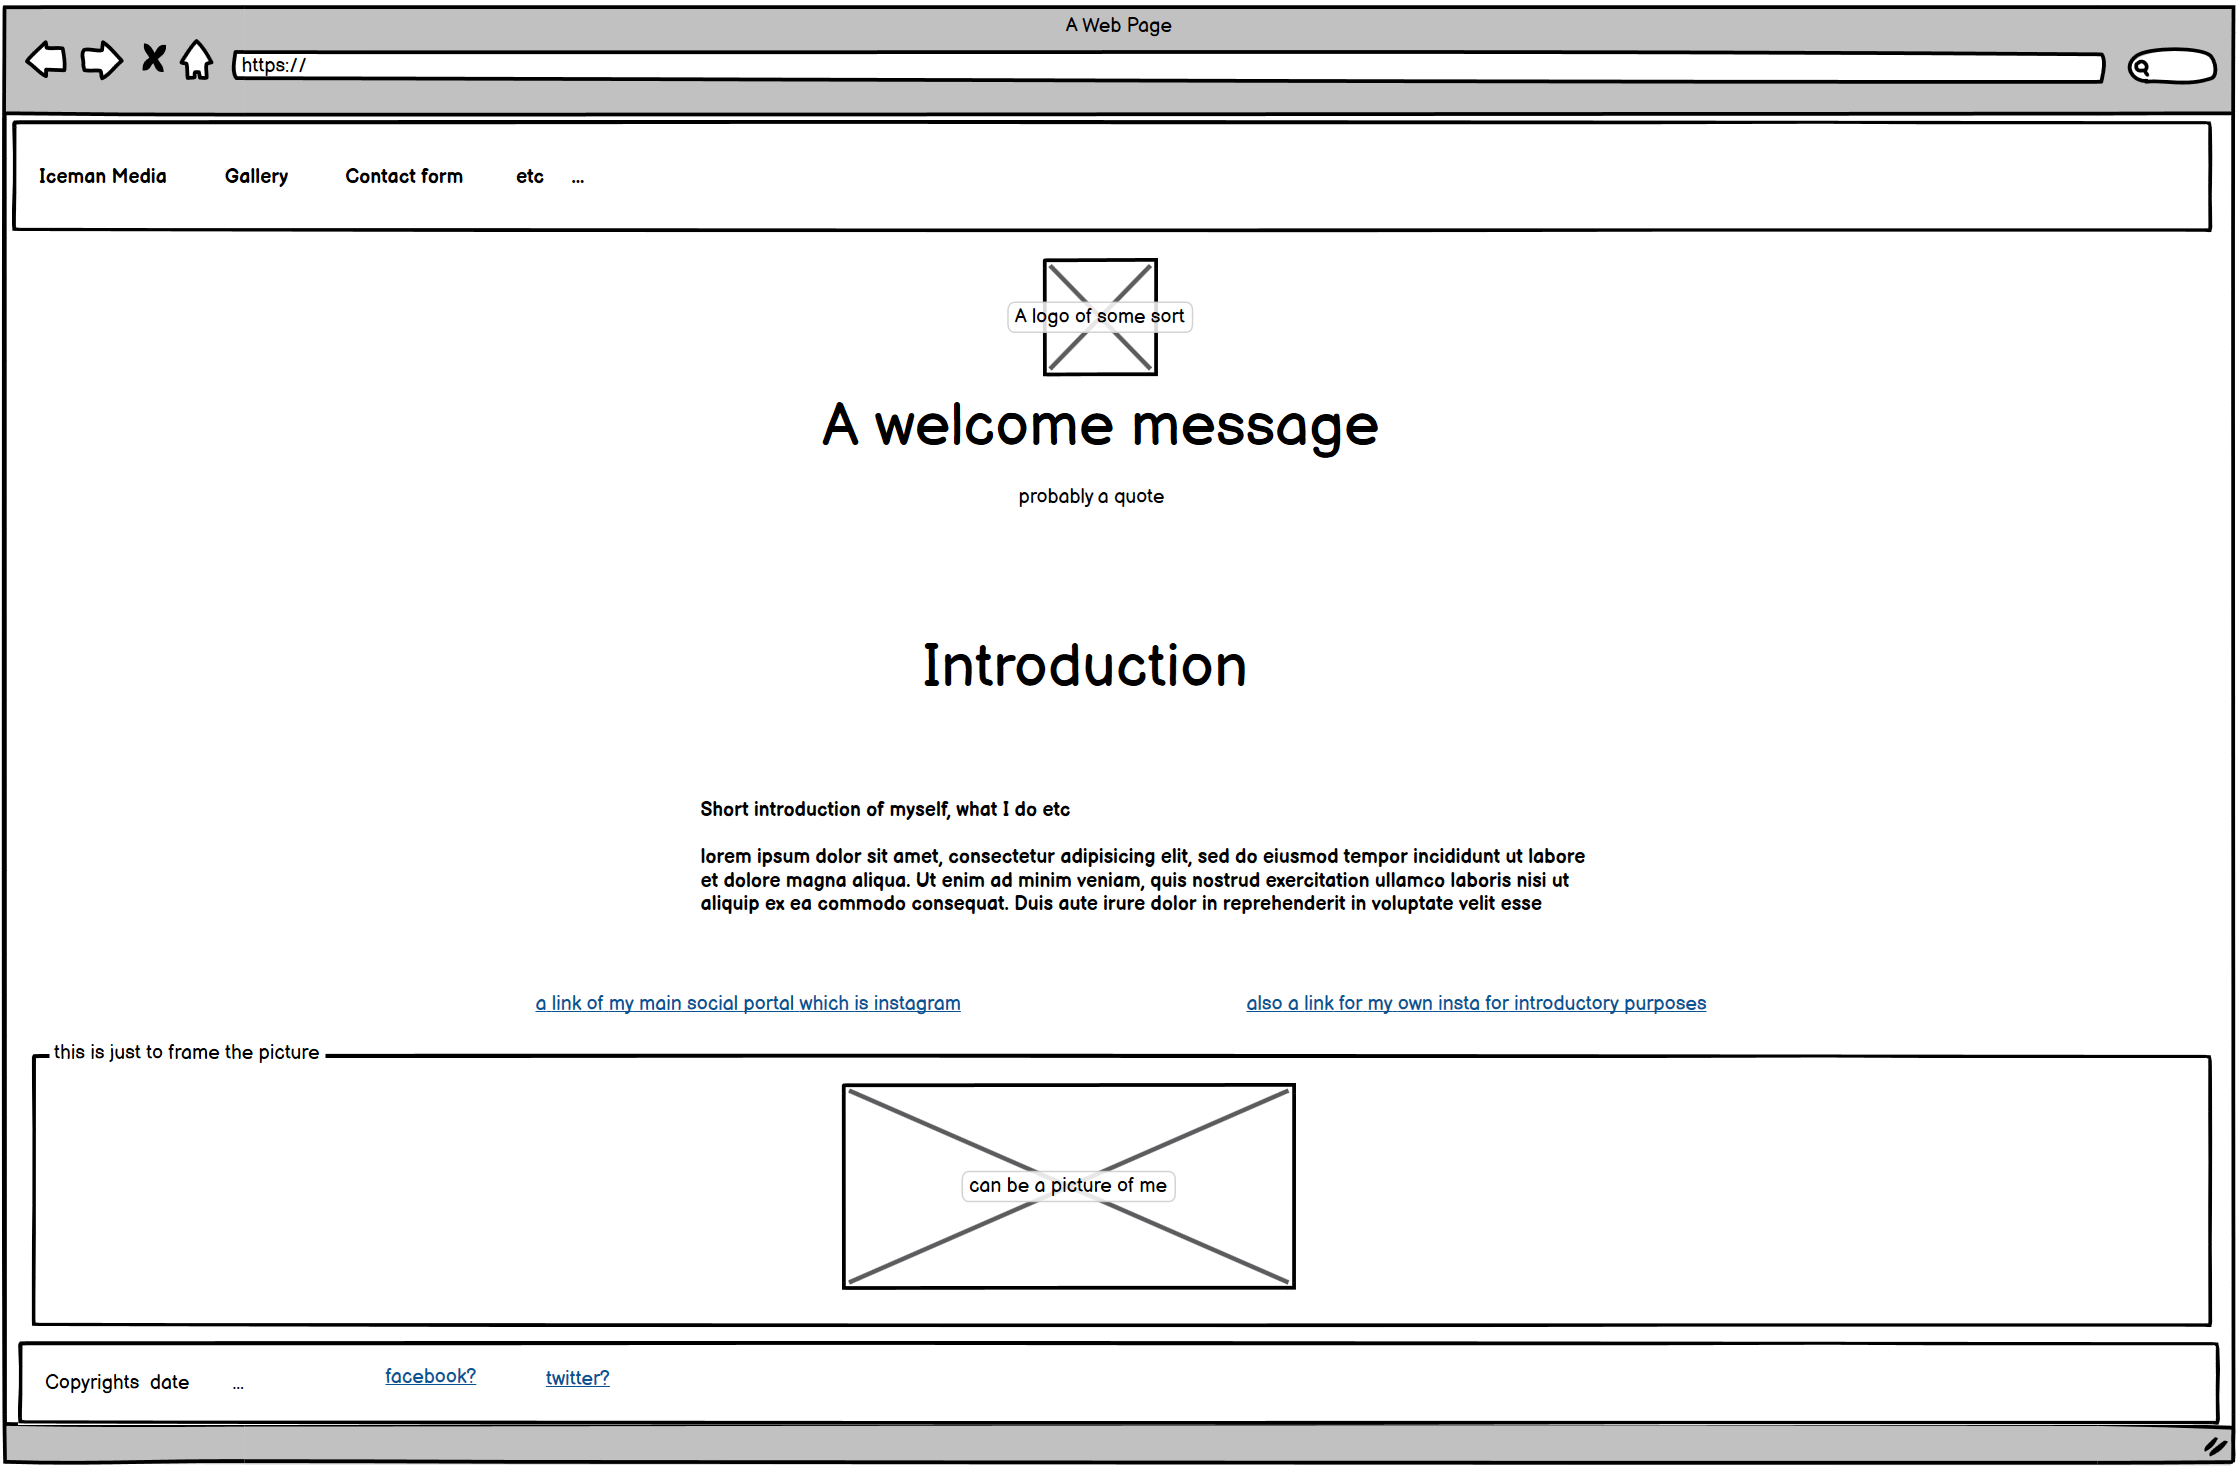 A Web Page
https://
Iceman Media Gallery Contact form etc ...
A logo of some sort
A welcome message
probably a quote
Introduction
Short introduction of myself, what I do etc
lorem ipsum dolor sit amet, consectetur adipisicing elit, sed do eiusmod tempor incididunt ut labore
et dolore magna aliqua. Ut enim ad minim veniam, quis nostrud exercitation ullamco laboris nisi ut
aliquip ex ea commodo consequat. Duis aute irure dolor in reprehenderit in voluptate velit esse
a link of my main social portal which is instagram also a link for my own insta for introductory purposes
this is just to frame the picture
can be a picture of me
Copyrights date ... facebook? twitter?